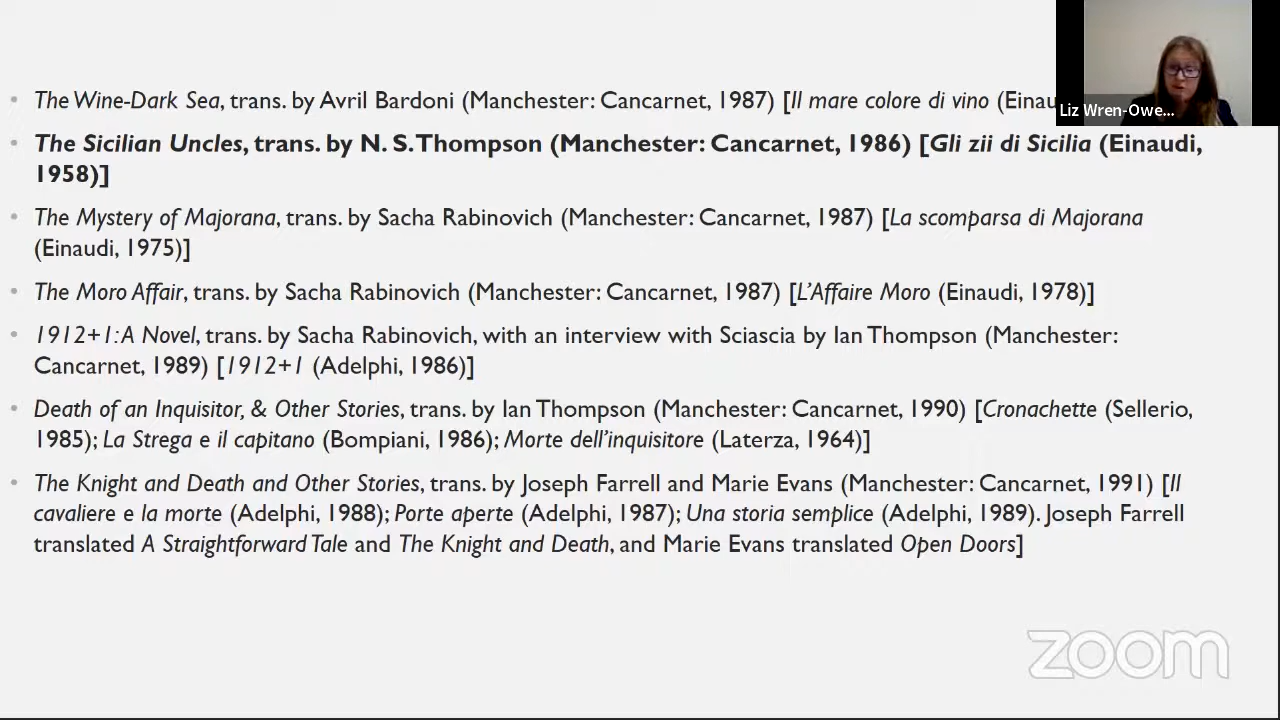 • The Wine-Dark Sea, trans. by Avril Bardoni (Manchester: Cancarnet, 1987) [Il mare colore di vino
• The Sicilian Uncles, trans. by N. S. Thompson (Manchester: Cancarnet, 1986) [Gli zii di Sicilia (Einaudi,
1958)]
• The Mystery of Majorana, trans. by Sacha Rabinovich (Manchester: Cancarnet, 1987) [La scomparsa di Majorana
(Einaudi, 1975)]
• The Moro Affair, trans. by Sacha Rabinovich (Manchester: Cancarnet, 1987) [L’Affaire Moro (Einaudi, 1978)]
• 1912+1: A Novel, trans. by Sacha Rabinovich, with an interview with Sciascia by Ian Thompson (Manchester:
Cancarnet, 1989) [1912+1 (Adelphi, 1986)]
• Death of an Inquisitor, & Other Stories, trans. by Ian Thompson (Manchester: Cancarnet, 1990) [Cronachette (Sellerio,
1985); La Strega e il capitano (Bompiani, 1986); Morte dell’inquisitore (Laterza, 1964)]
• The Knight and Death and Other Stories, trans. by Joseph Farrell and Marie Evans (Manchester: Cancarnet, 1991) [Il
cavaliere e la morte (Adelphi, 1988); Porte aperte (Adelphi, 1987); Una storia semplice (Adelphi, 1989). Joseph Farrell
translated A Straightforward Tale and The Knight and Death, and Marie Evans translated Open Doors]
Liz Wren-Owe...
zoom